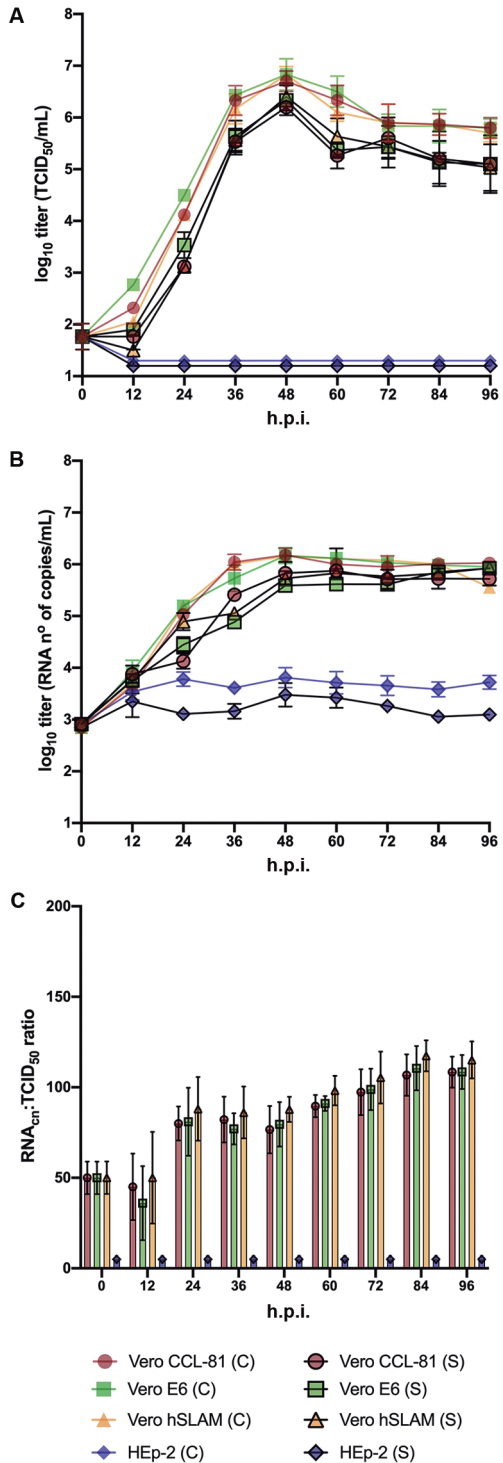 A
log10 titer (TCID50/mL)
8
7
6
5
4
3
2
1
0 12 24 36 48 60 72 84 96
h.p.i.
B
log10 titer (RNA nº of copies/mL)
8
7
6
5
4
3
2
1
0 12 24 36 48 60 72 84 96
h.p.i.
C
RNAcn:TCID50 ratio
200
150
100
50
0
0 12 24 36 48 60 72 84 96
h.p.i.
Vero CCL-81 (C) Vero CCL-81 (S)
Vero E6 (C) Vero E6 (S)
Vero hSLAM (C) Vero hSLAM (S)
HEp-2 (C) HEp-2 (S)